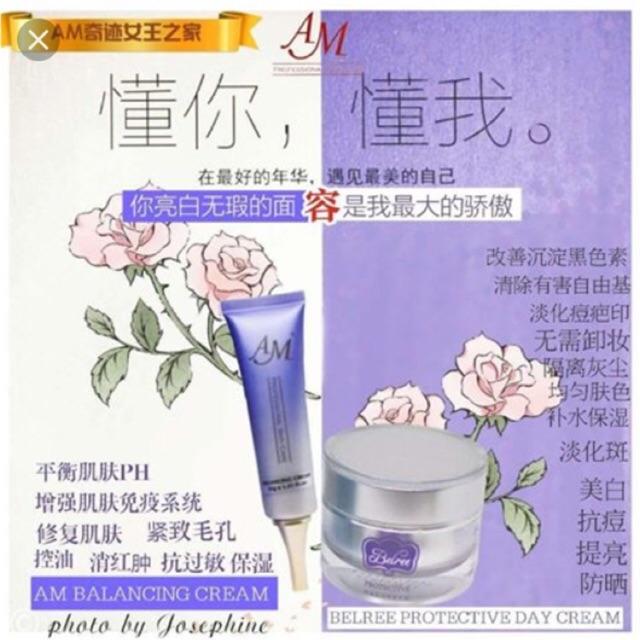 AM奇迹女王之家
AM
懂你，懂我。
在最好的年华，遇见最美的自己
你亮白无瑕的面容是我最大的骄傲
改善沉淀黑色素
清除有害自由基
淡化痘疤印
无需卸妆
隔离灰尘
均匀肤色
补水保湿
淡化斑
美白
抗痘
提亮
防晒
AM
平衡肌肤PH
增强肌肤免疫系统
修复肌肤 紧致毛孔
控油 消红肿 抗过敏 保湿
AM BALANCING CREAM
Belree
PROTECTIVE
BELREE PROTECTIVE DAY CREAM
photo by Josephine